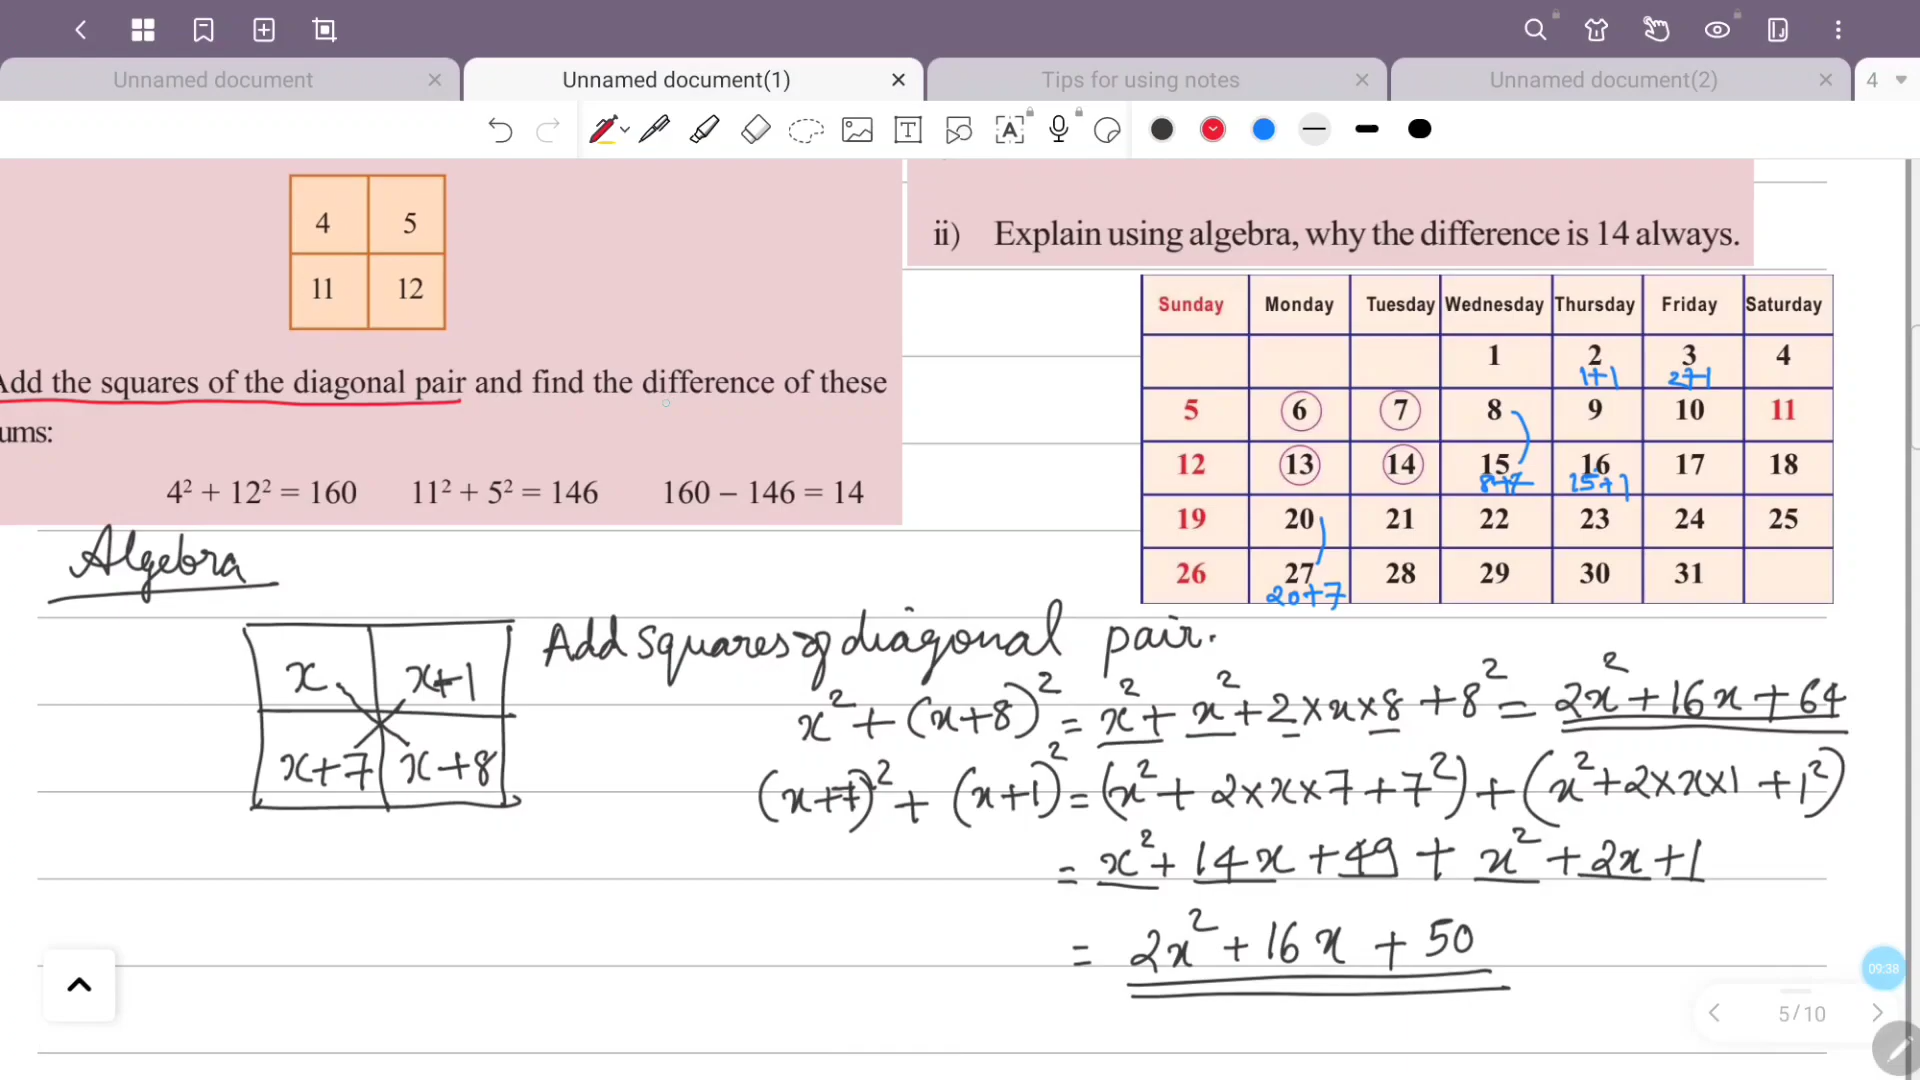 Unnamed document
Unnamed document(1)
Tips for using notes
Unnamed document(2)
4
4 5
11 12
Add the squares of the diagonal pair and find the difference of these
ums:
4² + 12² = 160 11² + 5² = 146 160 – 146 = 14
ii) Explain using algebra, why the difference is 14 always.
Sunday Monday Tuesday Wednesday Thursday Friday Saturday
1 2 3 4
1+1 2+1
5 6 7 8 9 10 11
12 13 14 15 16 17 18
8+7 15+1
19 20 21 22 23 24 25
26 27 28 29 30 31
20+7
Algebra
x x+1
x+7 x+8
Add squares of diagonal pair.
x² + (x+8)² = x² + x² + 2×x×8 + 8² = 2x² + 16x + 64
(x+7)² + (x+1)² = (x² + 2×x×7 + 7²) + (x² + 2×x×1 + 1²)
= x² + 14x + 49 + x² + 2x + 1
= 2x² + 16x + 50
09:38
5/10